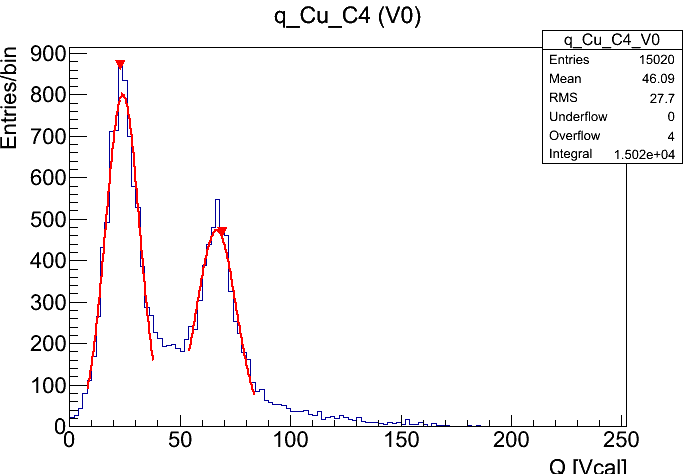 q_Cu_C4 (V0)
q_Cu_C4_V0
Entries 15020
Mean 46.09
RMS 27.7
Underflow 0
Overflow 4
Integral 1.502e+04
Entries/bin
900
800
700
600
500
400
300
200
100
0
0 50 100 150 200 250
Q [Vcal]